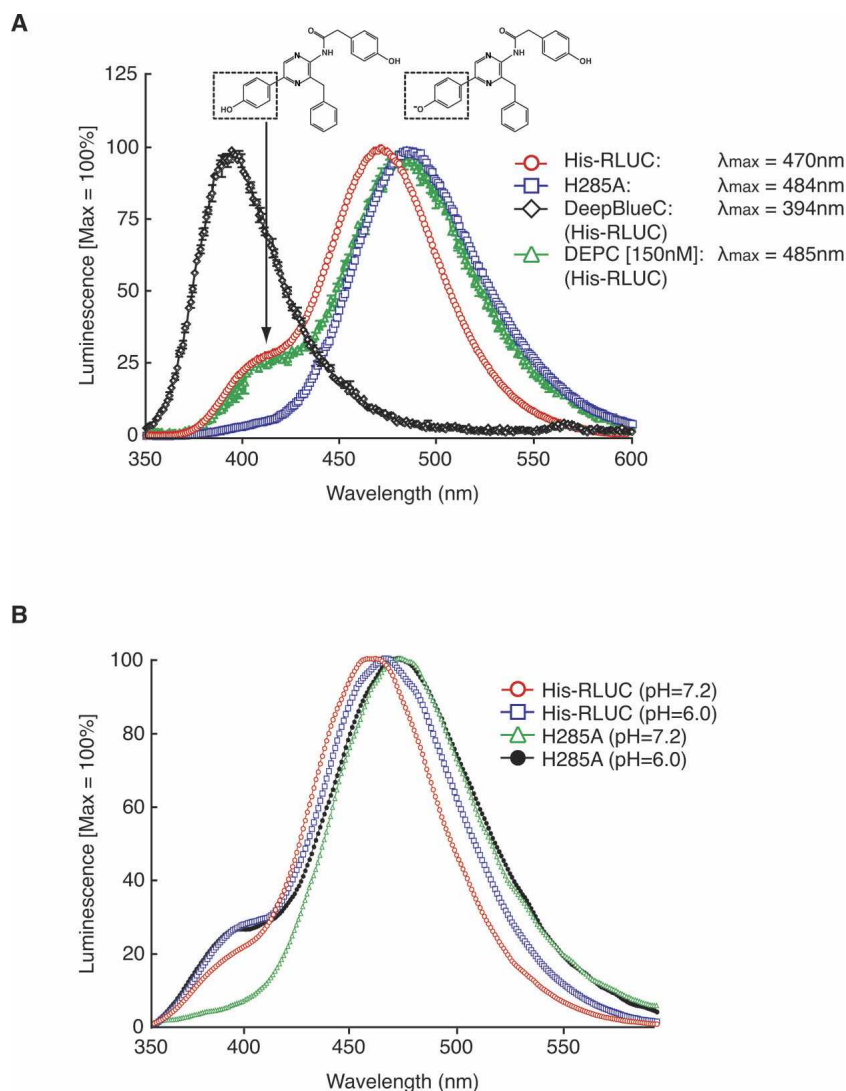 A
O
N
NH
OH
N
HO
O
N
NH
OH
N
⁻O
125
100
75
50
25
0
Luminescence [Max = 100%]
350
400
450
500
550
600
Wavelength (nm)
His-RLUC: λmax = 470nm
H285A: λmax = 484nm
DeepBlueC: λmax = 394nm
(His-RLUC)
DEPC [150nM]: λmax = 485nm
(His-RLUC)
B
100
80
60
40
20
0
Luminescence [Max = 100%]
350
400
450
500
550
Wavelength (nm)
His-RLUC (pH=7.2)
His-RLUC (pH=6.0)
H285A (pH=7.2)
H285A (pH=6.0)